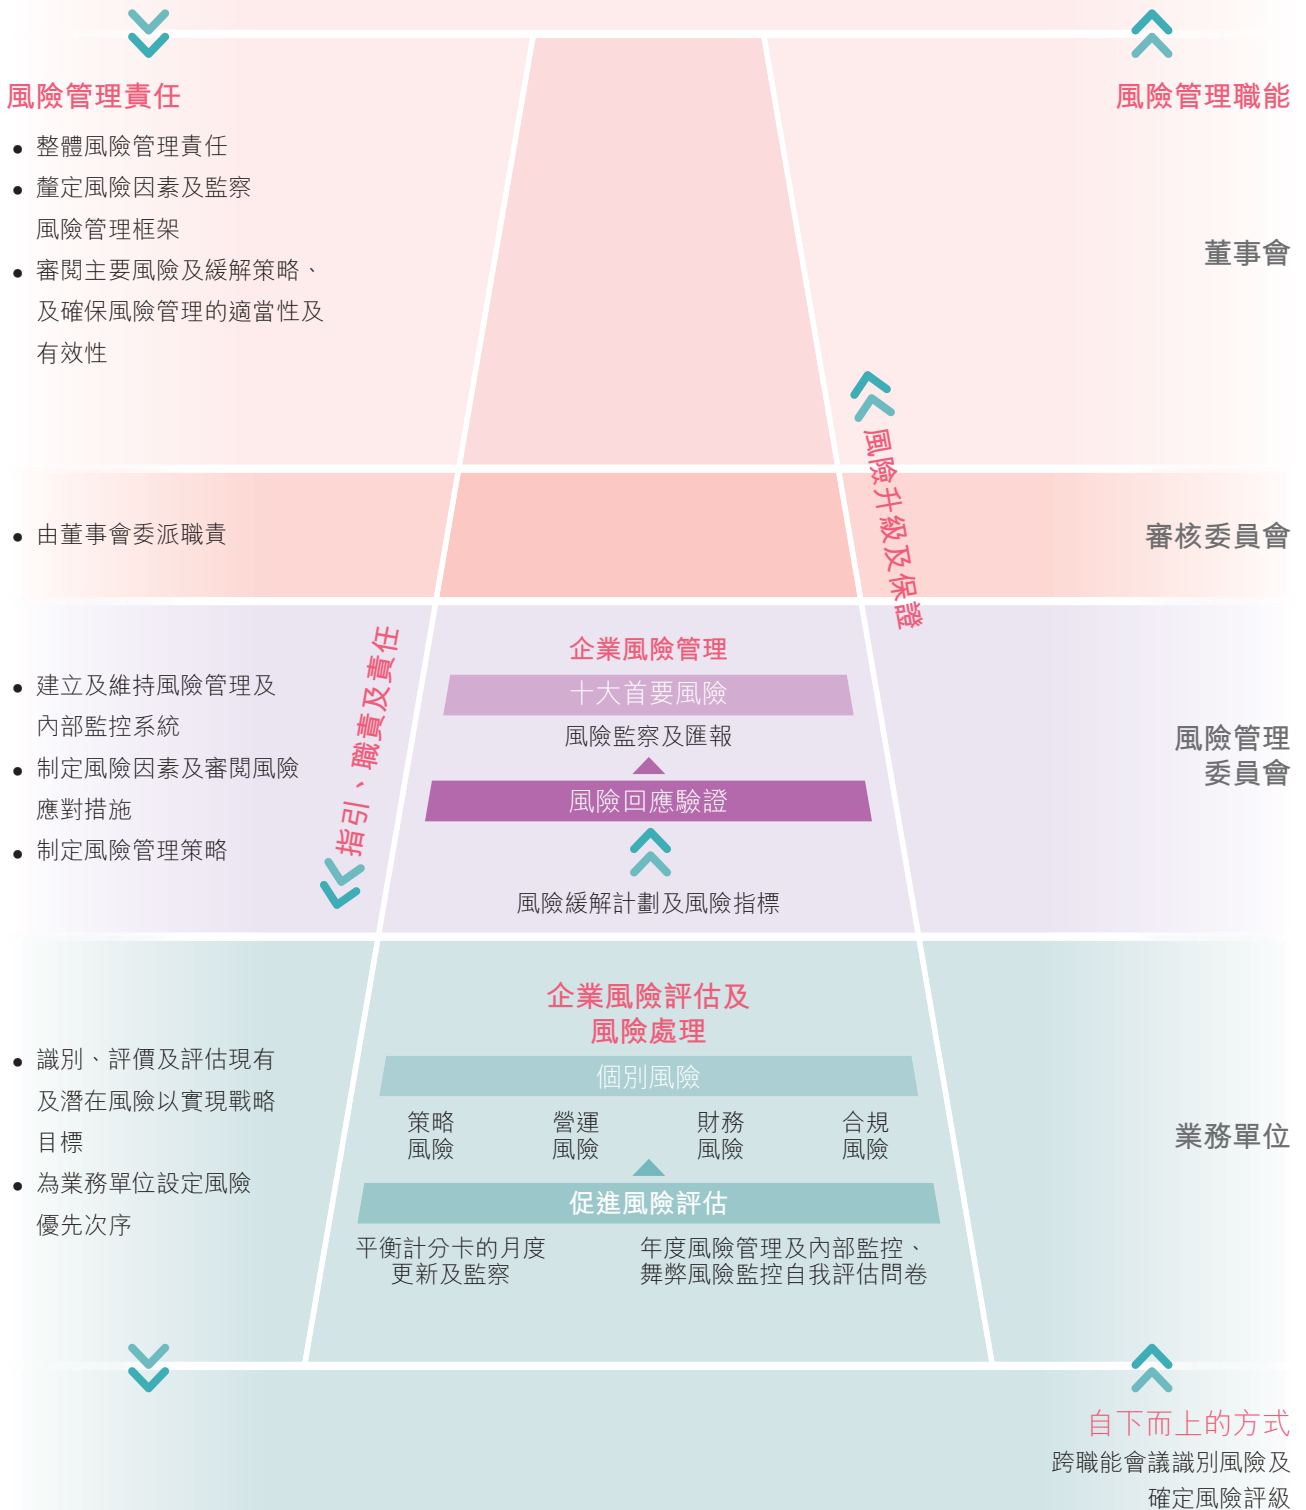 風險管理責任
風險管理職能
• 整體風險管理責任
• 釐定風險因素及監察
風險管理框架
• 審閱主要風險及緩解策略、
及確保風險管理的適當性及
有效性
董事會
風險升級及保證
• 由董事會委派職責
審核委員會
指引、職責及責任
• 建立及維持風險管理及
內部監控系統
• 制定風險因素及審閱風險
應對措施
• 制定風險管理策略
企業風險管理
十大首要風險
風險監察及匯報
風險回應驗證
風險緩解計劃及風險指標
風險管理
委員會
• 識別、評價及評估現有
及潛在風險以實現戰略
目標
• 為業務單位設定風險
優先次序
企業風險評估及
風險處理
個別風險
策略
風險
營運
風險
財務
風險
合規
風險
促進風險評估
平衡計分卡的月度
更新及監察
年度風險管理及內部監控、
舞弊風險監控自我評估問卷
業務單位
自下而上的方式
跨職能會議識別風險及
確定風險評級